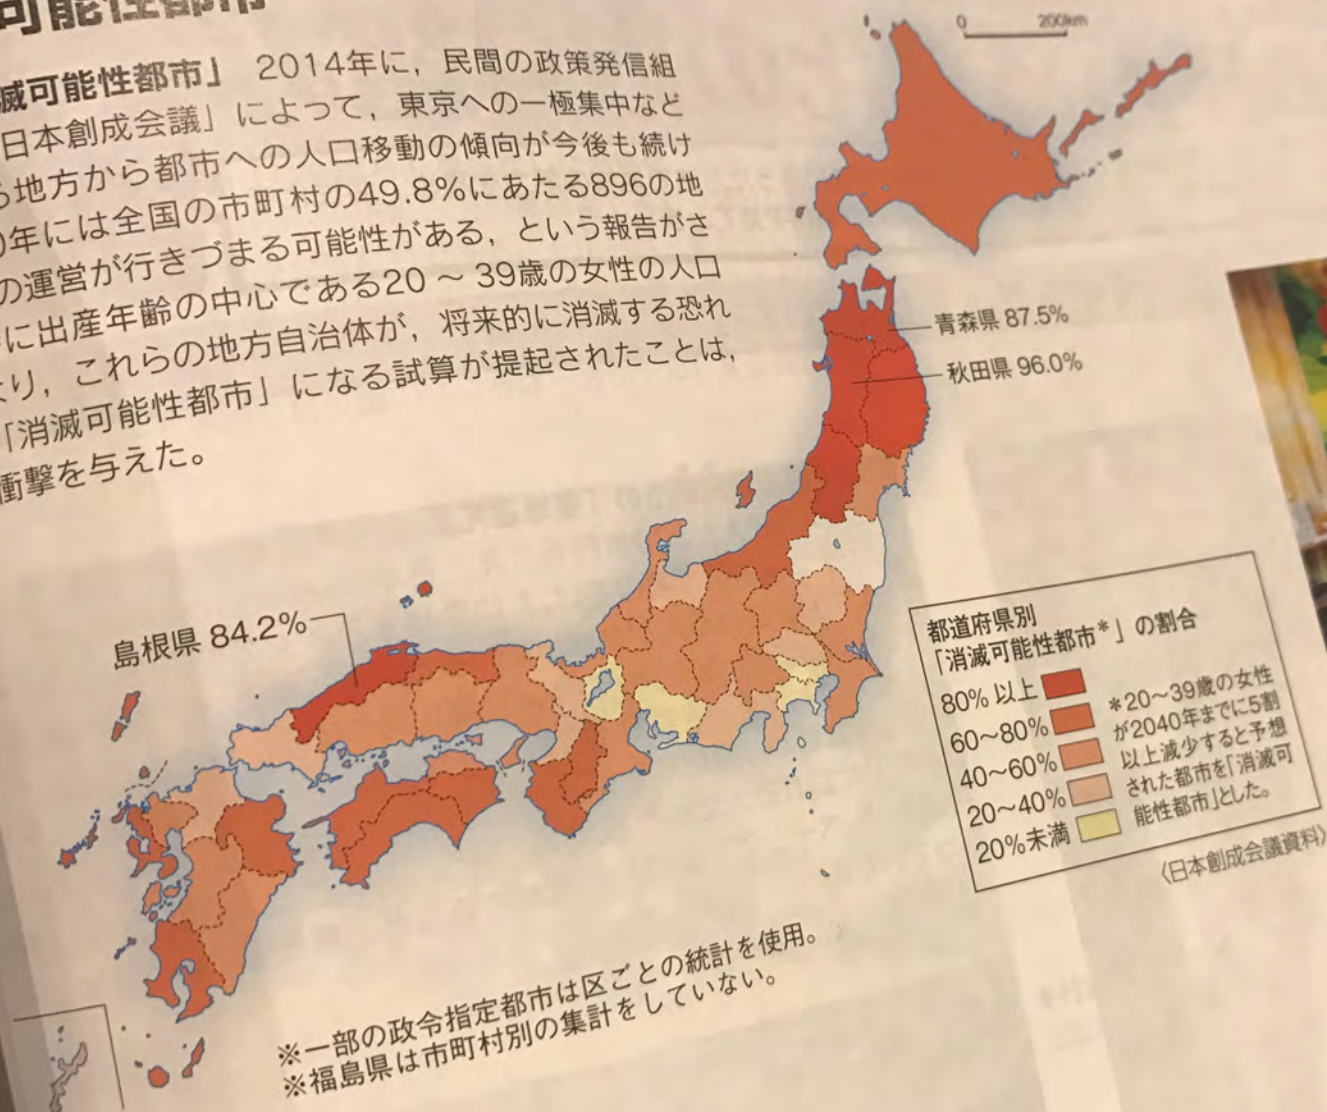 可能性都市
滅可能性都市」 2014年に，民間の政策発信組
日本創成会議」によって，東京への一極集中など
地方から都市への人口移動の傾向が今後も続け
年には全国の市町村の49.8%にあたる896の地
の運営が行きづまる可能性がある，という報告がさ
に出産年齢の中心である20 ～ 39歳の女性の人口
より，これらの地方自治体が，将来的に消滅する恐れ
「消滅可能性都市」になる試算が提起されたことは，
衝撃を与えた。
0 200km
青森県 87.5%
秋田県 96.0%
島根県 84.2%
都道府県別
「消滅可能性都市*」の割合
80% 以上
60～80%
40～60%
20～40%
20%未満
*20～39歳の女性
が2040年までに5割
以上減少すると予想
された都市を「消滅可
能性都市」とした。
〈日本創成会議資料〉
※一部の政令指定都市は区ごとの統計を使用。
※福島県は市町村別の集計をしていない。